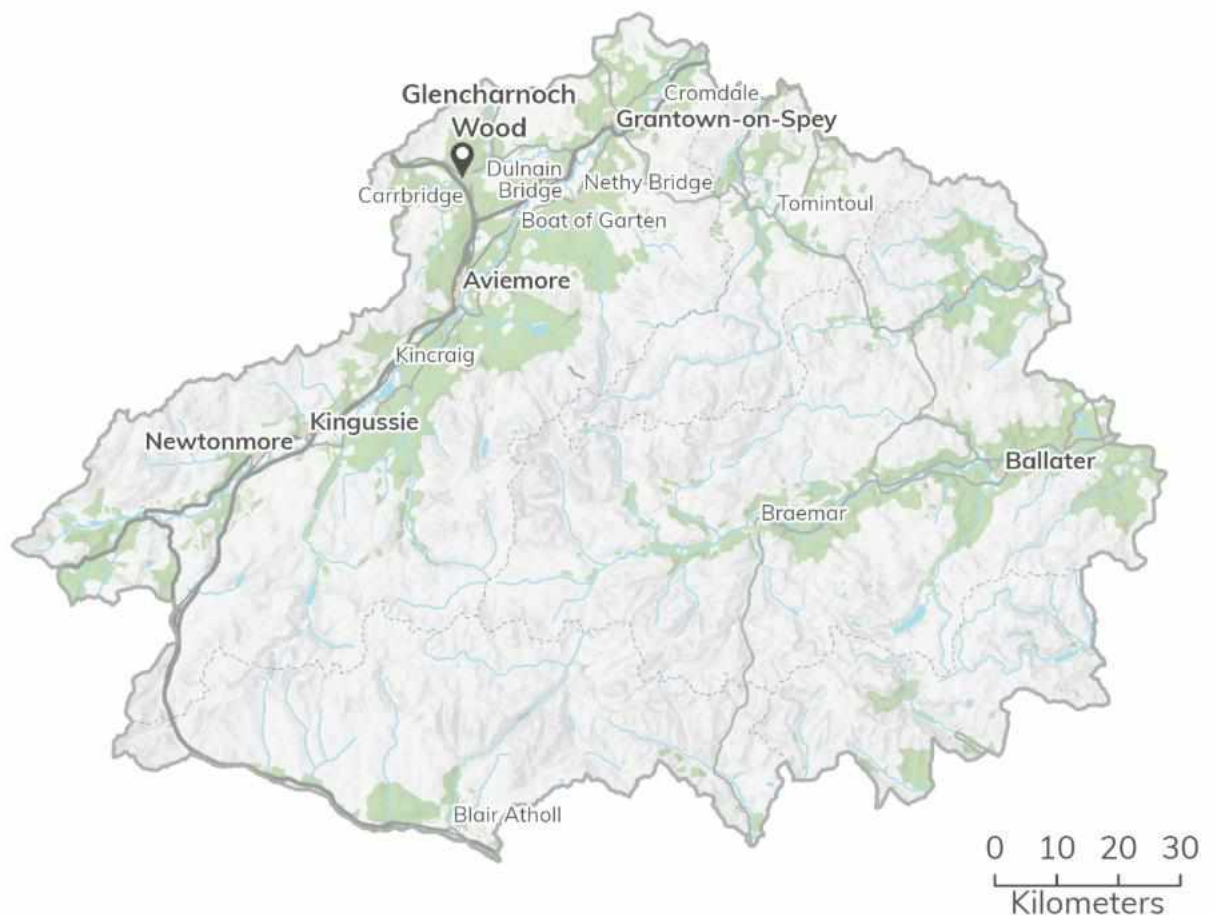 Glencharnoch
Wood
Cromdale
Grantown-on-Spey
Dulnain
Bridge
Carrbridge
Nethy Bridge
Tomintoul
Boat of Garten
Aviemore
Kincraig
Kingussie
Newtonmore
Ballater
Braemar
Blair Atholl
0 10 20 30
Kilometers